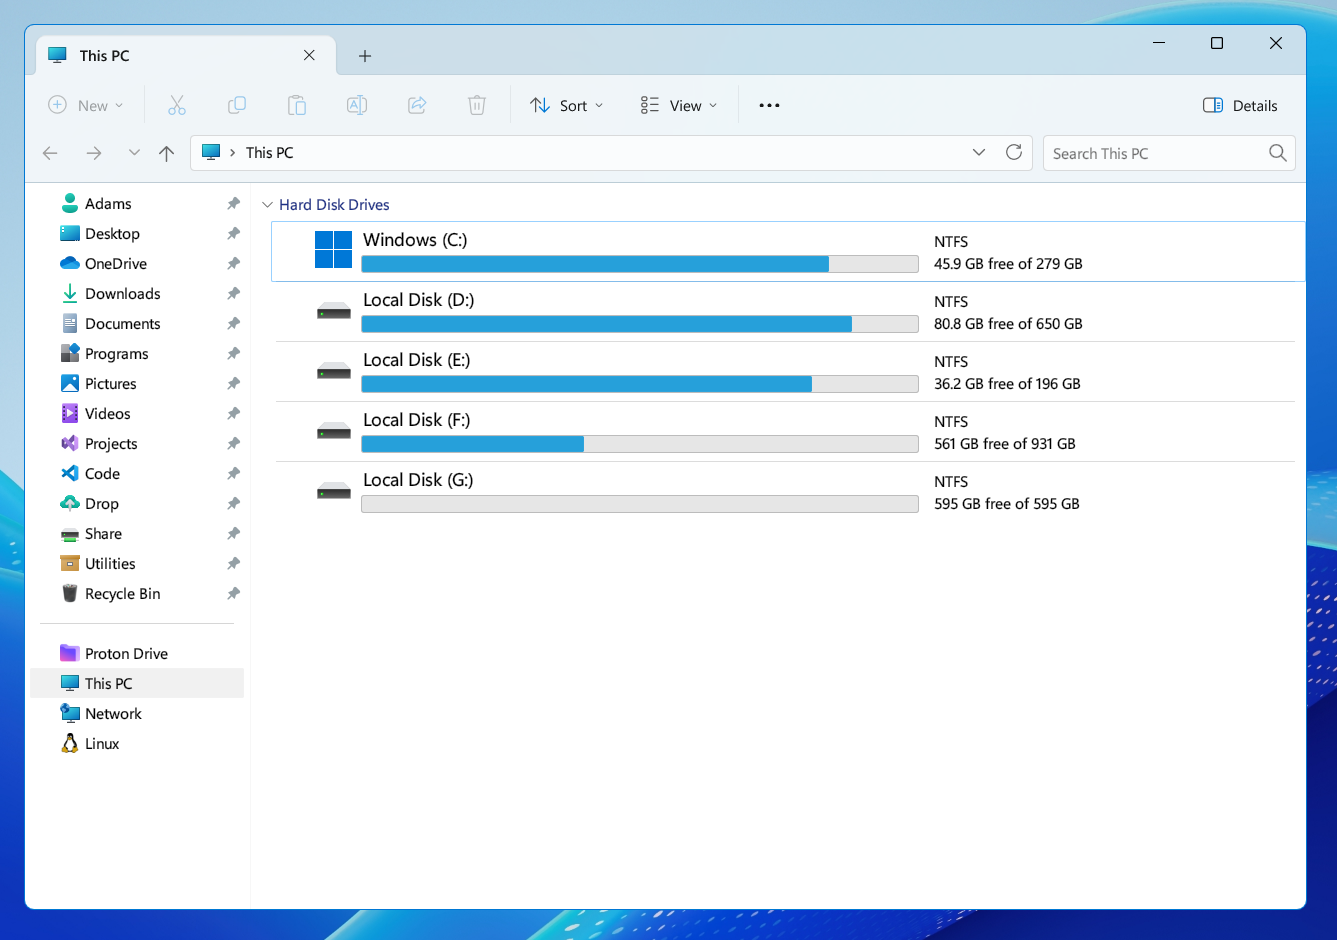 This PC
New
Sort
View
Details
This PC
Search This PC
Adams
Desktop
OneDrive
Downloads
Documents
Programs
Pictures
Videos
Projects
Code
Drop
Share
Utilities
Recycle Bin
Proton Drive
This PC
Network
Linux
Hard Disk Drives
Windows (C:)
NTFS
45.9 GB free of 279 GB
Local Disk (D:)
NTFS
80.8 GB free of 650 GB
Local Disk (E:)
NTFS
36.2 GB free of 196 GB
Local Disk (F:)
NTFS
561 GB free of 931 GB
Local Disk (G:)
NTFS
595 GB free of 595 GB